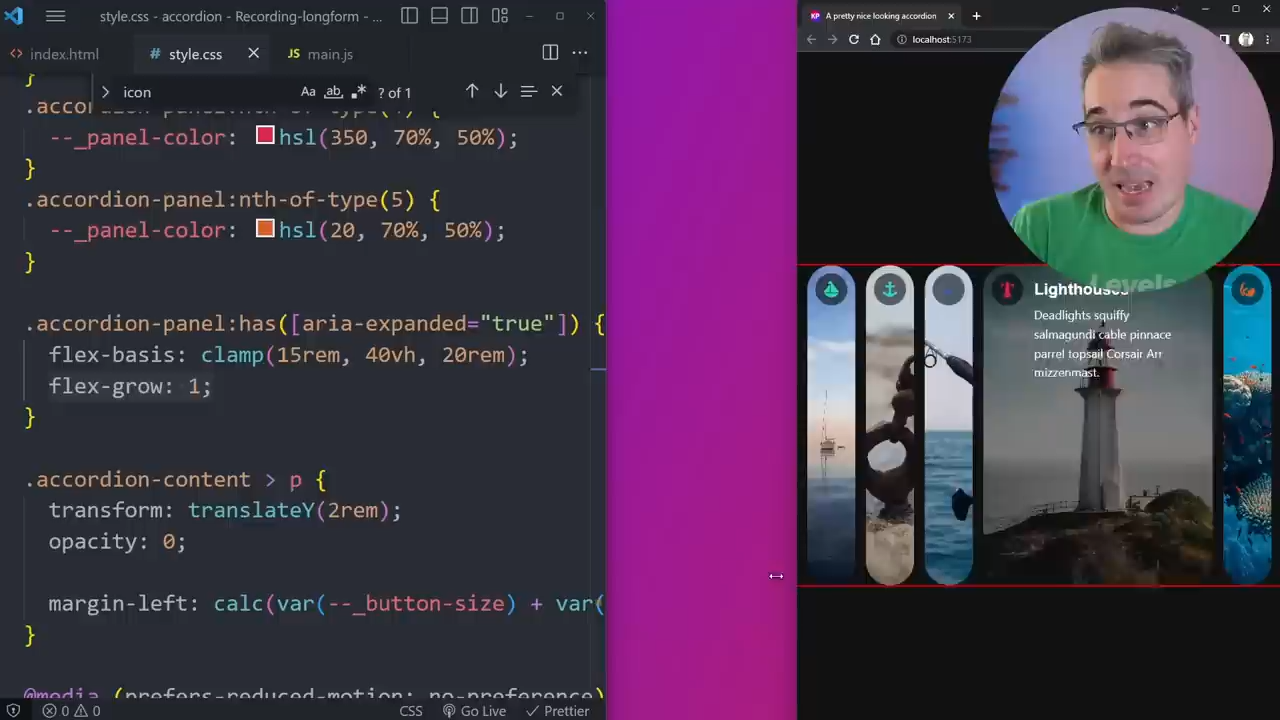 style.css - accordion - Recording-longform - ...
index.html
# style.css
JS main.js
icon
Aa ab
? of 1
}
--_panel-color: hsl(350, 70%, 50%);
}
.accordion-panel:nth-of-type(5) {
--_panel-color: hsl(20, 70%, 50%);
}
.accordion-panel:has([aria-expanded="true"]) {
flex-basis: clamp(15rem, 40vh, 20rem);
flex-grow: 1;
}
.accordion-content > p {
transform: translateY(2rem);
opacity: 0;
margin-left: calc(var(--_button-size) + var(
}
@media (prefers-reduced-motion: no-preference)
0 0
CSS
Go Live
Prettier
KP A pretty nice looking accordion
localhost:5173
Levels
Lighthouses
Deadlights squiffy
salmagundi cable pinnace
parrel topsail Corsair Arr
mizzenmast.